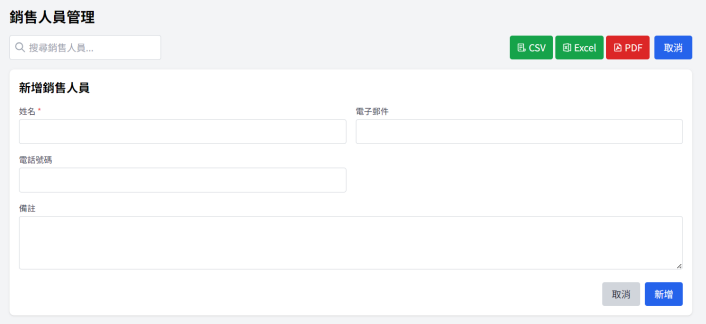 銷售人員管理
搜尋銷售人員...
CSV Excel PDF 取消
新增銷售人員
姓名 * 電子郵件
電話號碼
備註
取消 新增